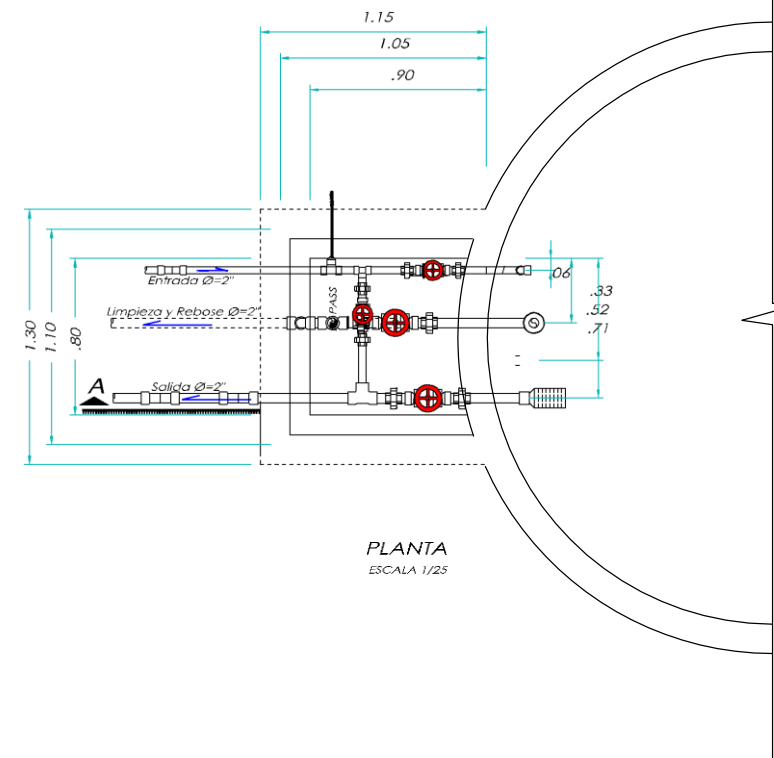 1.15
1.05
.90
Entrada Ø=2"
.06
.33
.52
.71
PASS
Limpieza y Rebose Ø=2"
1.30
1.10
.80
Salida Ø=2"
A
PLANTA
ESCALA 1/25